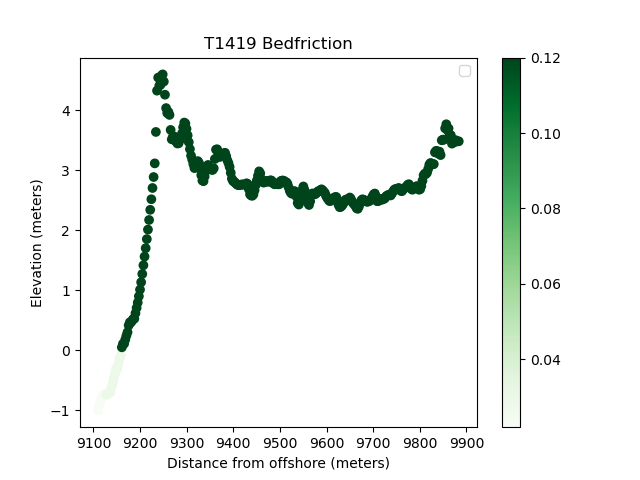 T1419 Bedfriction
Elevation (meters)
4
3
2
1
0
−1
9100 9200 9300 9400 9500 9600 9700 9800 9900
Distance from offshore (meters)
0.12
0.10
0.08
0.06
0.04